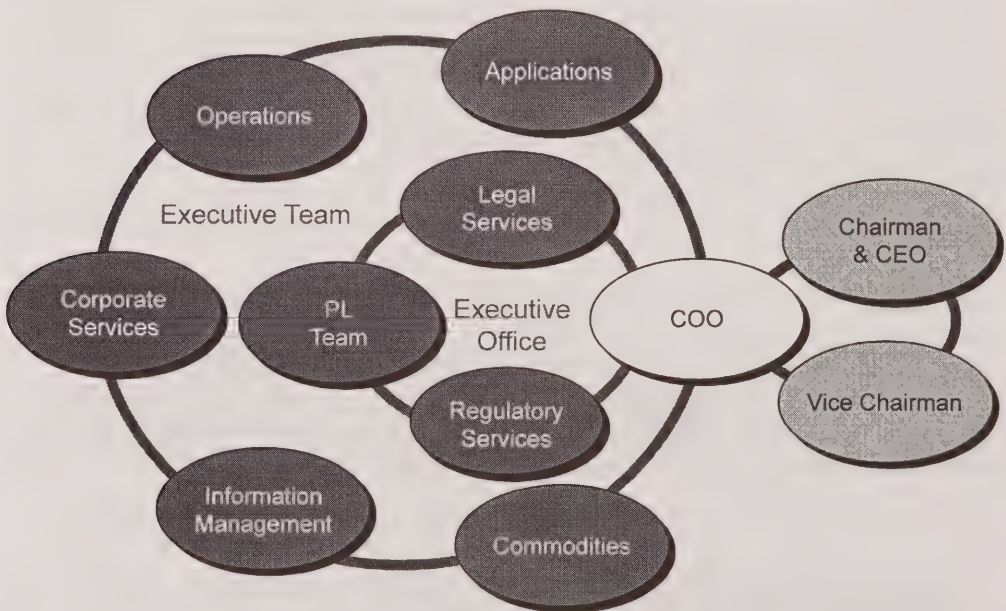 Applications
Operations
Legal
Services
Executive Team
Chairman
& CEO
Corporate
Services
PL
Team
Executive
Office
COO
Vice Chairman
Regulatory
Services
Information
Management
Commodities